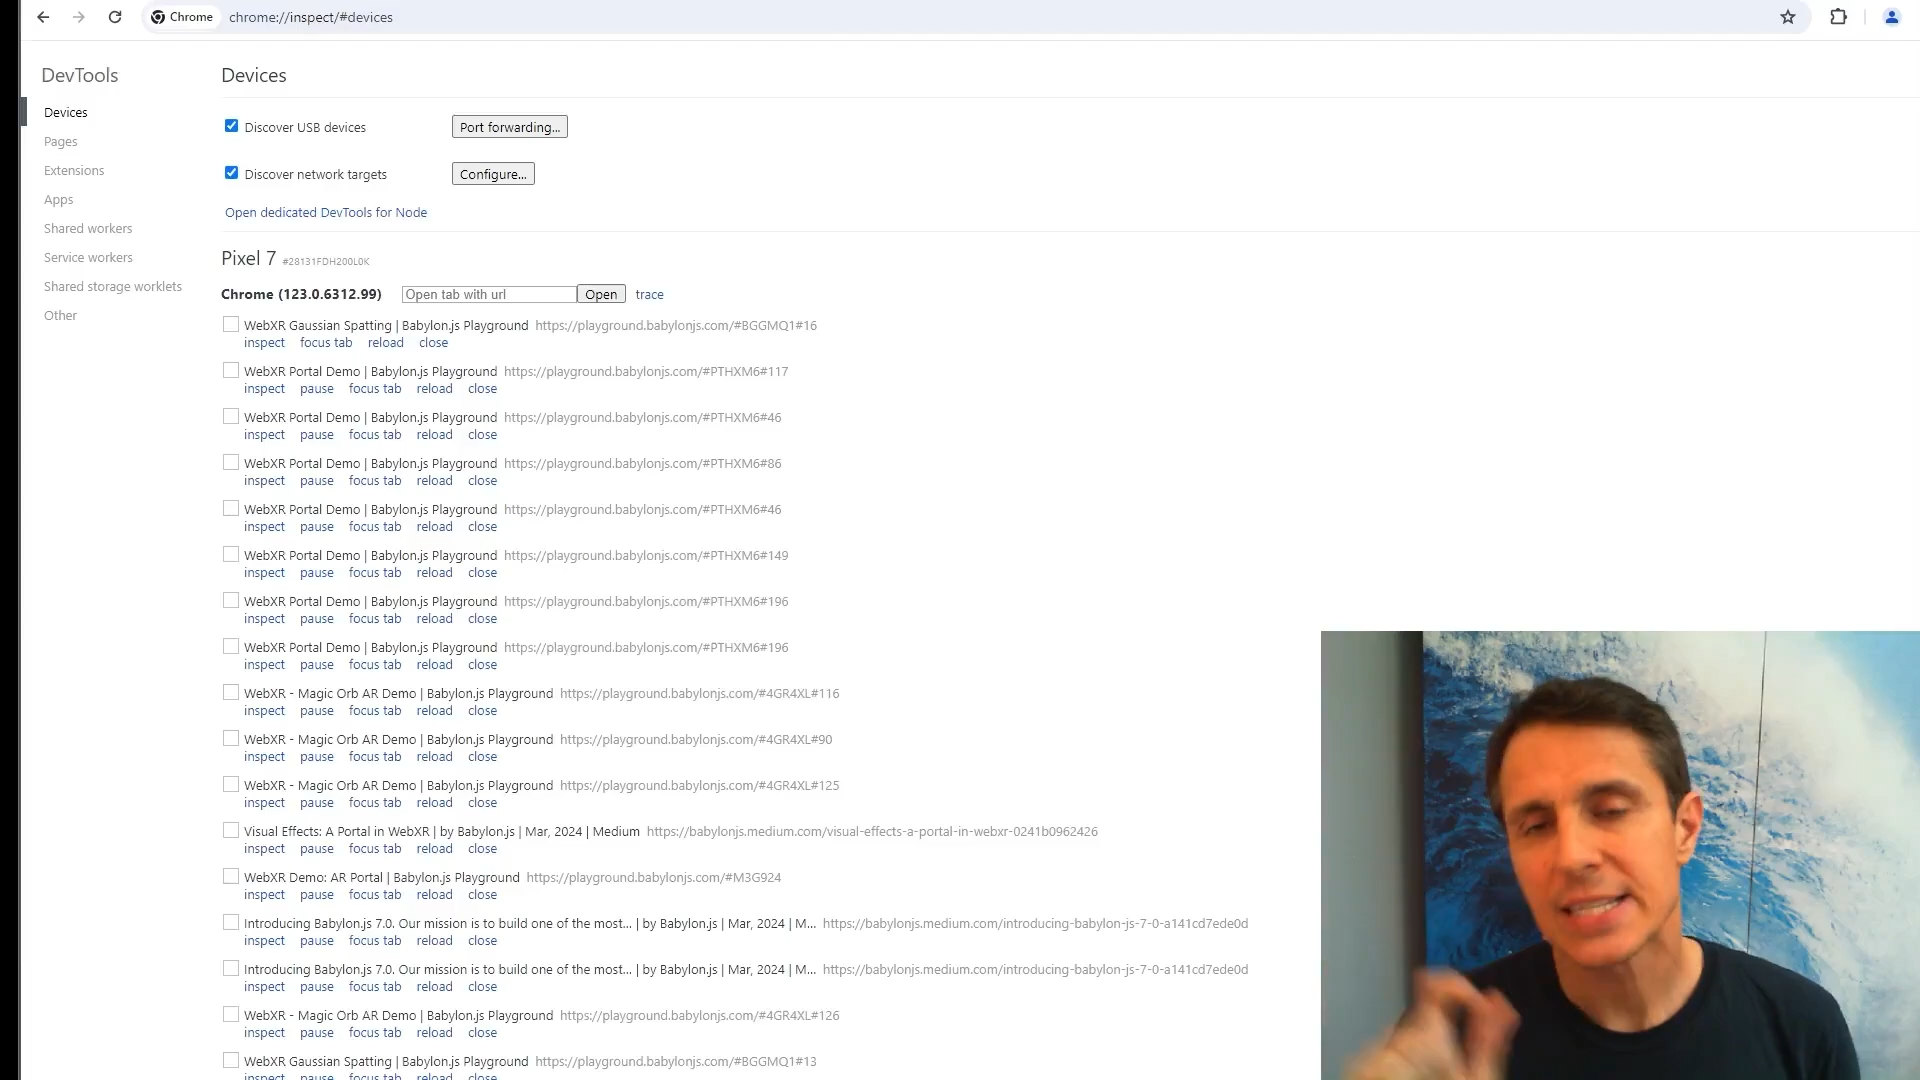 Chrome chrome://inspect/#devices
DevTools
Devices
Pages
Extensions
Apps
Shared workers
Service workers
Shared storage worklets
Other
Devices
Discover USB devices Port forwarding...
Discover network targets Configure...
Open dedicated DevTools for Node
Pixel 7 #28131FDH200L0K
Chrome (123.0.6312.99) Open tab with url Open trace
WebXR Gaussian Spatting | Babylon.js Playground https://playground.babylonjs.com/#BGGMQ1#16
inspect focus tab reload close
WebXR Portal Demo | Babylon.js Playground https://playground.babylonjs.com/#PTHXM6#117
inspect pause focus tab reload close
WebXR Portal Demo | Babylon.js Playground https://playground.babylonjs.com/#PTHXM6#46
inspect pause focus tab reload close
WebXR Portal Demo | Babylon.js Playground https://playground.babylonjs.com/#PTHXM6#86
inspect pause focus tab reload close
WebXR Portal Demo | Babylon.js Playground https://playground.babylonjs.com/#PTHXM6#46
inspect pause focus tab reload close
WebXR Portal Demo | Babylon.js Playground https://playground.babylonjs.com/#PTHXM6#149
inspect pause focus tab reload close
WebXR Portal Demo | Babylon.js Playground https://playground.babylonjs.com/#PTHXM6#196
inspect pause focus tab reload close
WebXR Portal Demo | Babylon.js Playground https://playground.babylonjs.com/#PTHXM6#196
inspect pause focus tab reload close
WebXR - Magic Orb AR Demo | Babylon.js Playground https://playground.babylonjs.com/#4GR4XL#116
inspect pause focus tab reload close
WebXR - Magic Orb AR Demo | Babylon.js Playground https://playground.babylonjs.com/#4GR4XL#90
inspect pause focus tab reload close
WebXR - Magic Orb AR Demo | Babylon.js Playground https://playground.babylonjs.com/#4GR4XL#125
inspect pause focus tab reload close
Visual Effects: A Portal in WebXR | by Babylon.js | Mar, 2024 | Medium https://babylonjs.medium.com/visual-effects-a-portal-in-webxr-0241b0962426
inspect pause focus tab reload close
WebXR Demo: AR Portal | Babylon.js Playground https://playground.babylonjs.com/#M3G924
inspect pause focus tab reload close
Introducing Babylon.js 7.0. Our mission is to build one of the most... | by Babylon.js | Mar, 2024 | M... https://babylonjs.medium.com/introducing-babylon-js-7-0-a141cd7ede0d
inspect pause focus tab reload close
Introducing Babylon.js 7.0. Our mission is to build one of the most... | by Babylon.js | Mar, 2024 | M... https://babylonjs.medium.com/introducing-babylon-js-7-0-a141cd7ede0d
inspect pause focus tab reload close
WebXR - Magic Orb AR Demo | Babylon.js Playground https://playground.babylonjs.com/#4GR4XL#126
inspect pause focus tab reload close
WebXR Gaussian Spatting | Babylon.js Playground https://playground.babylonjs.com/#BGGMQ1#13
inspect pause focus tab reload close